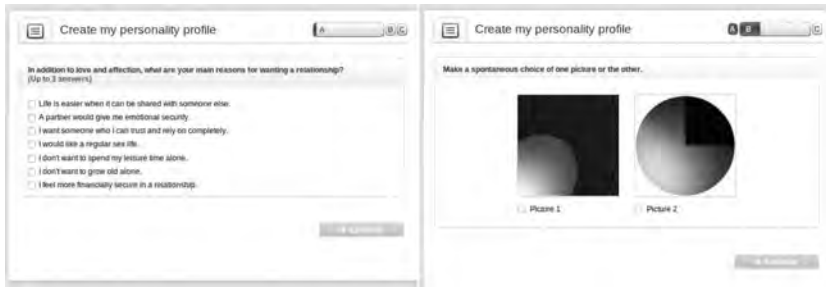 Create my personality profile
A B C
In addition to love and affection, what are your main reasons for wanting a relationship?
(Up to 3 answers)
Life is easier when it can be shared with someone else.
A partner would give me emotional security.
I want someone who I can trust and rely on completely.
I would like a regular sex life.
I don't want to spend my leisure time alone.
I don't want to grow old alone.
I feel more financially secure in a relationship.
Create my personality profile
A B C
Make a spontaneous choice of one picture or the other.
Picture 1
Picture 2